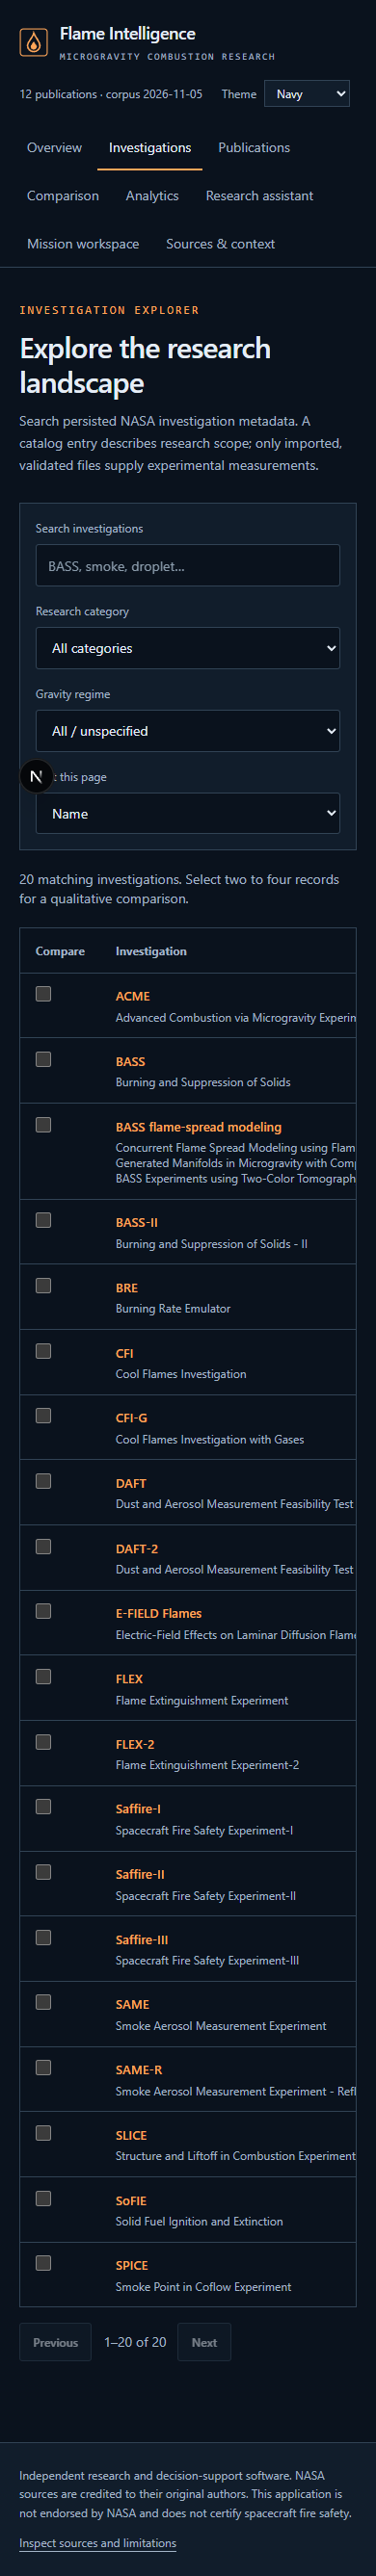 Flame Intelligence
MICROGRAVITY COMBUSTION RESEARCH
12 publications · corpus 2026-11-05 Theme Navy
Overview Investigations Publications
Comparison Analytics Research assistant
Mission workspace Sources & context
INVESTIGATION EXPLORER
Explore the research
landscape
Search persisted NASA investigation metadata. A
catalog entry describes research scope; only imported,
validated files supply experimental measurements.
Search investigations
BASS, smoke, droplet...
Research category
All categories
Gravity regime
All / unspecified
N
this page
Name
20 matching investigations. Select two to four records
for a qualitative comparison.
Compare Investigation
ACME
Advanced Combustion via Microgravity
BASS
Burning and Suppression of Solids
BASS flame-spread modeling
Concurrent Flame Spread Modeling using
Generated Manifolds in Microgravity with
BASS Experiments using Two-Color
BASS-II
Burning and Suppression of Solids - II
BRE
Burning Rate Emulator
CFI
Cool Flames Investigation
CFI-G
Cool Flames Investigation with Gases
DAFT
Dust and Aerosol Measurement Feasibility Test
DAFT-2
Dust and Aerosol Measurement Feasibility Test
E-FIELD Flames
Electric-Field Effects on Laminar Diffusion
FLEX
Flame Extinguishment Experiment
FLEX-2
Flame Extinguishment Experiment-2
Saffire-I
Spacecraft Fire Safety Experiment-I
Saffire-II
Spacecraft Fire Safety Experiment-II
Saffire-III
Spacecraft Fire Safety Experiment-III
SAME
Smoke Aerosol Measurement Experiment
SAME-R
Smoke Aerosol Measurement Experiment -
SLICE
Structure and Liftoff in Combustion Experiment
SoFIE
Solid Fuel Ignition and Extinction
SPICE
Smoke Point in Coflow Experiment
Previous 1–20 of 20 Next
Independent research and decision-support software. NASA
sources are credited to their original authors. This application is
not endorsed by NASA and does not certify spacecraft fire safety.
Inspect sources and limitations